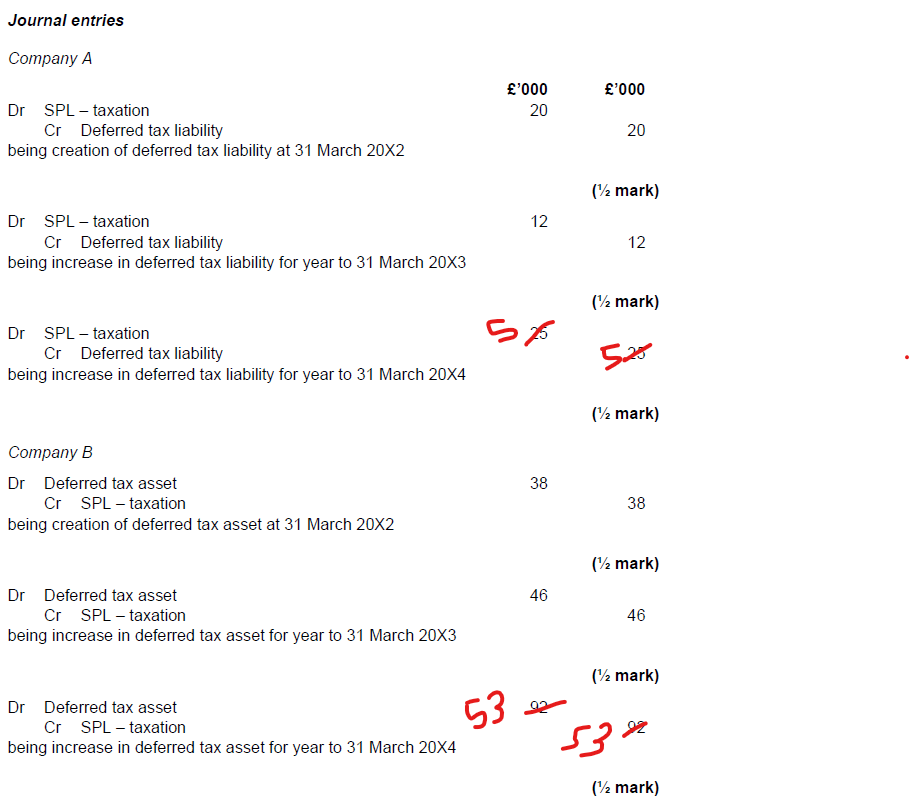 Journal entries
Company A
£’000 £’000
Dr SPL – taxation 20
Cr Deferred tax liability 20
being creation of deferred tax liability at 31 March 20X2
(½ mark)
Dr SPL – taxation 12
Cr Deferred tax liability 12
being increase in deferred tax liability for year to 31 March 20X3
(½ mark)
Dr SPL – taxation 5 25
Cr Deferred tax liability 5 25
being increase in deferred tax liability for year to 31 March 20X4
(½ mark)
Company B
Dr Deferred tax asset 38
Cr SPL – taxation 38
being creation of deferred tax asset at 31 March 20X2
(½ mark)
Dr Deferred tax asset 46
Cr SPL – taxation 46
being increase in deferred tax asset for year to 31 March 20X3
(½ mark)
Dr Deferred tax asset 53 92
Cr SPL – taxation 53 92
being increase in deferred tax asset for year to 31 March 20X4
(½ mark)